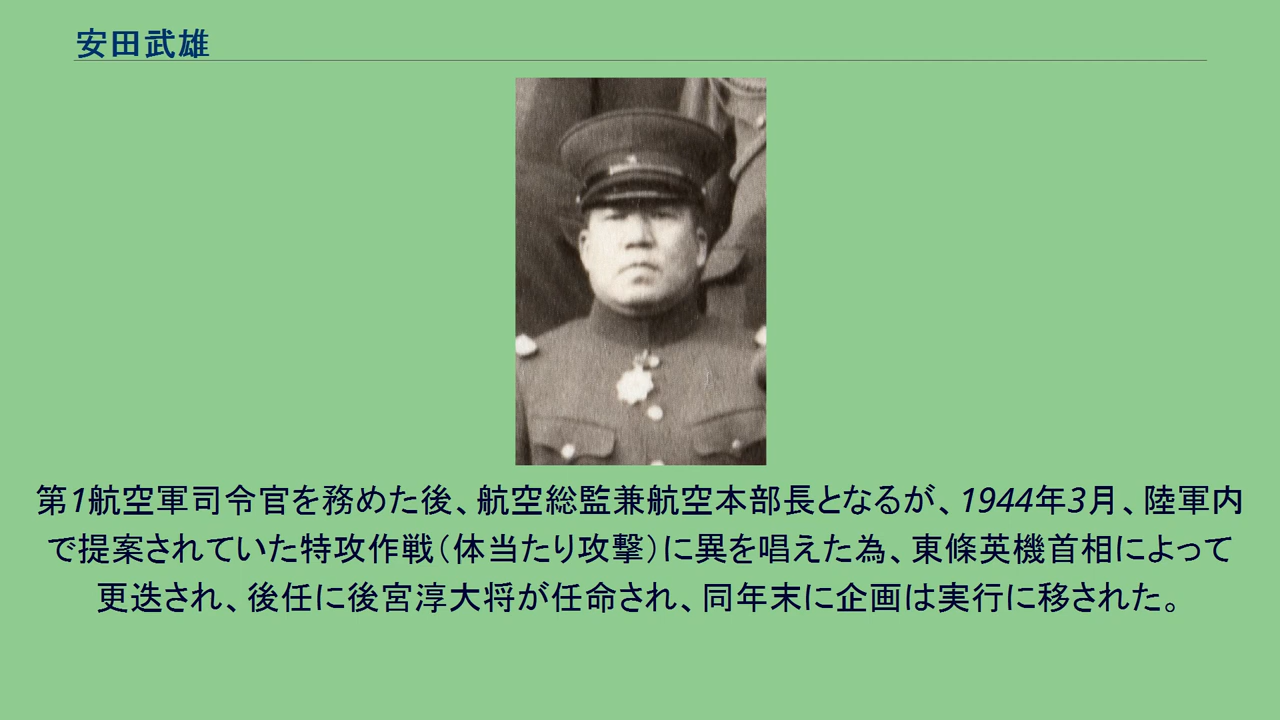 安田武雄
第1航空軍司令官を務めた後、航空総監兼航空本部長となるが、1944年3月、陸軍内
で提案されていた特攻作戦（体当たり攻撃）に異を唱えた為、東條英機首相によって
更迭され、後任に後宮淳大将が任命され、同年末に企画は実行に移された。